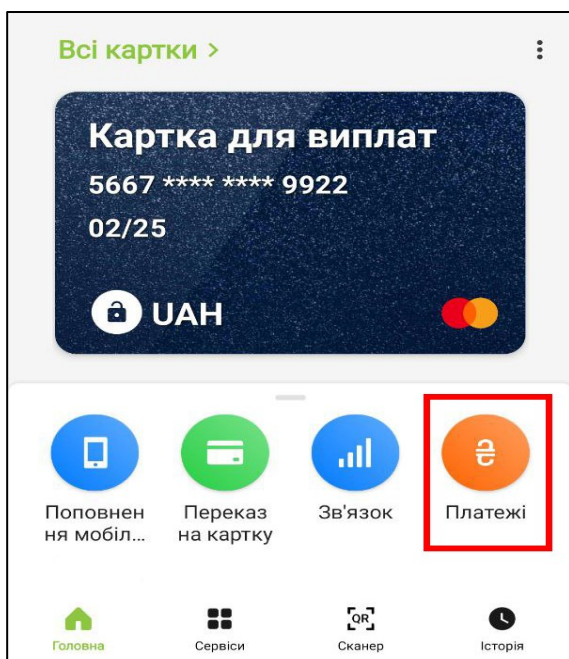 Всі картки >
Картка для виплат
5667 **** **** 9922
02/25
UAH
₴
Поповнен
ня мобіл...
Переказ
на картку
Зв'язок
Платежі
QR
Головна
Сервіси
Сканер
Історія